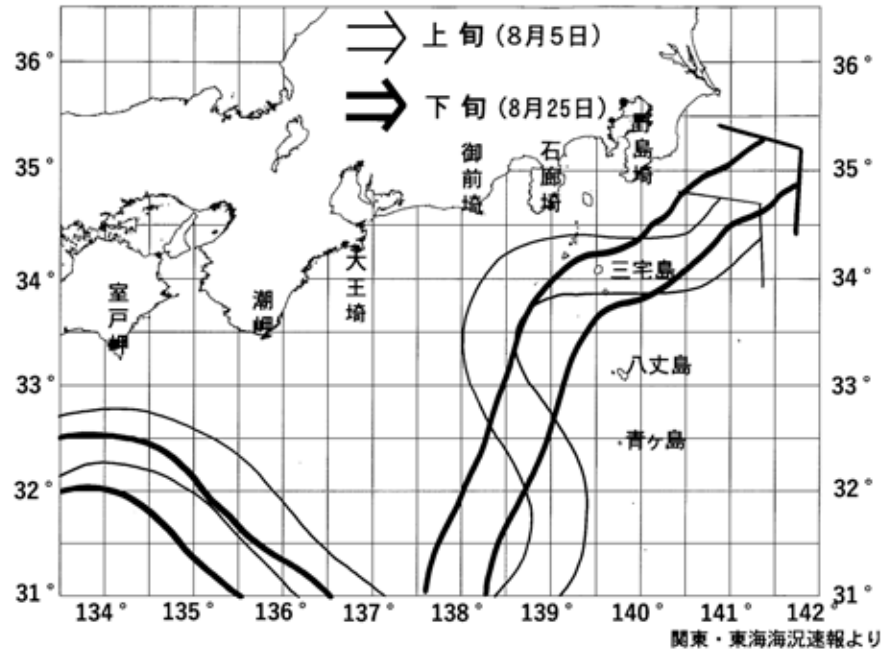 上旬（8月5日）
下旬（8月25日）
36°
36°
35°
35°
34°
34°
33°
33°
32°
32°
31°
31°
御前埼
石廊埼
野島埼
大王埼
潮岬
室戸岬
三宅島
八丈島
青ヶ島
134°
135°
136°
137°
138°
139°
140°
141°
142°
関東・東海海況速報より